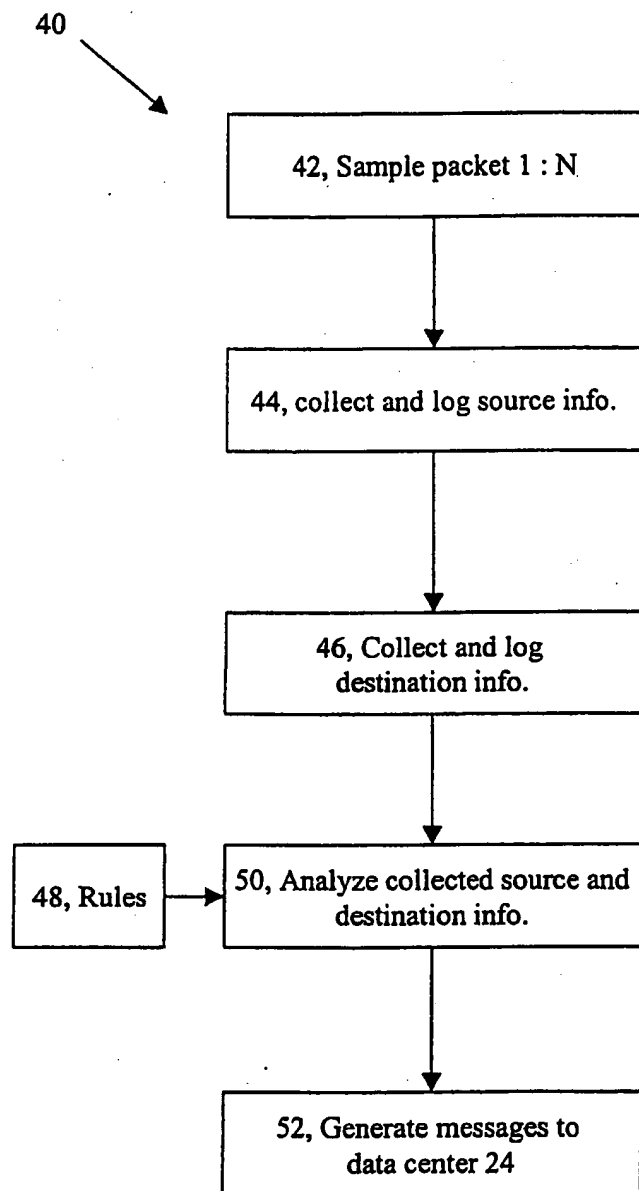 40
42, Sample packet 1 : N
44, collect and log source info.
46, Collect and log
destination info.
48, Rules
50, Analyze collected source and
destination info.
52, Generate messages to
data center 24